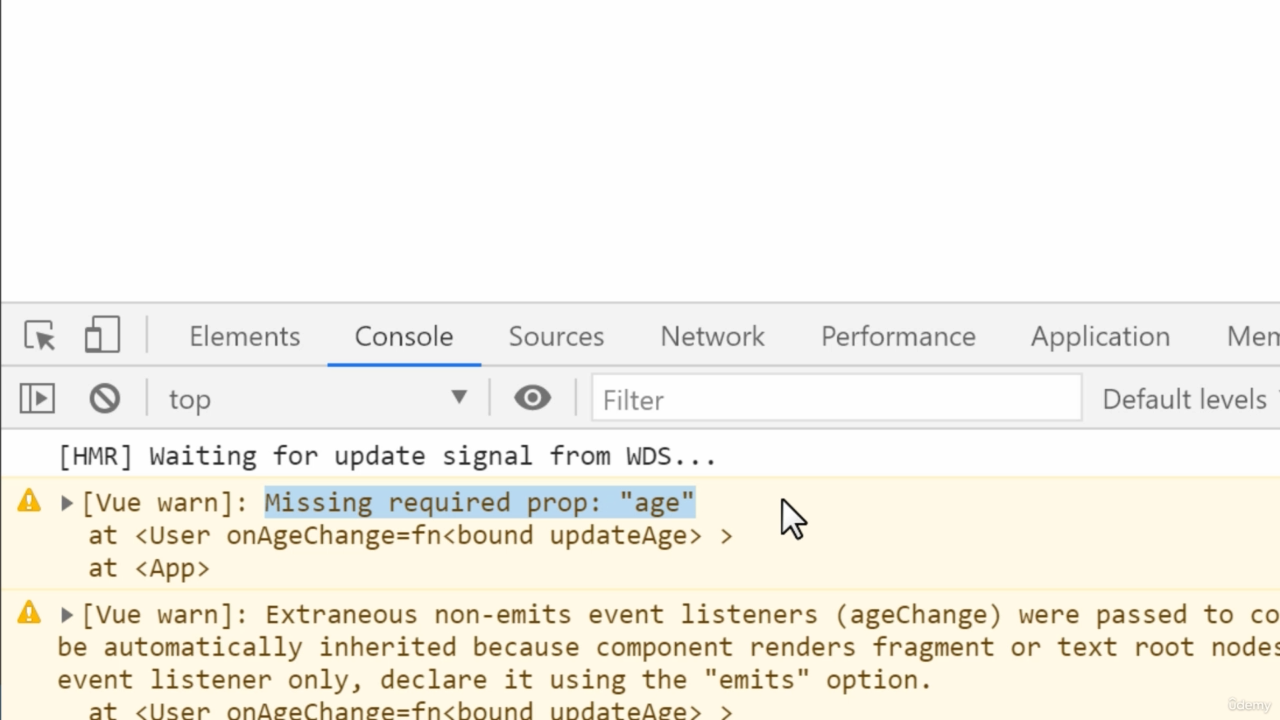 Elements Console Sources Network Performance Application Mem
top Filter Default levels
[HMR] Waiting for update signal from WDS...
[Vue warn]: Missing required prop: "age"
at <User onAgeChange=fn<bound updateAge> >
at <App>
[Vue warn]: Extraneous non-emits event listeners (ageChange) were passed to co
be automatically inherited because component renders fragment or text root nodes
event listener only, declare it using the "emits" option.
at <User onAgeChange=fn<bound updateAge> >
ûdemy